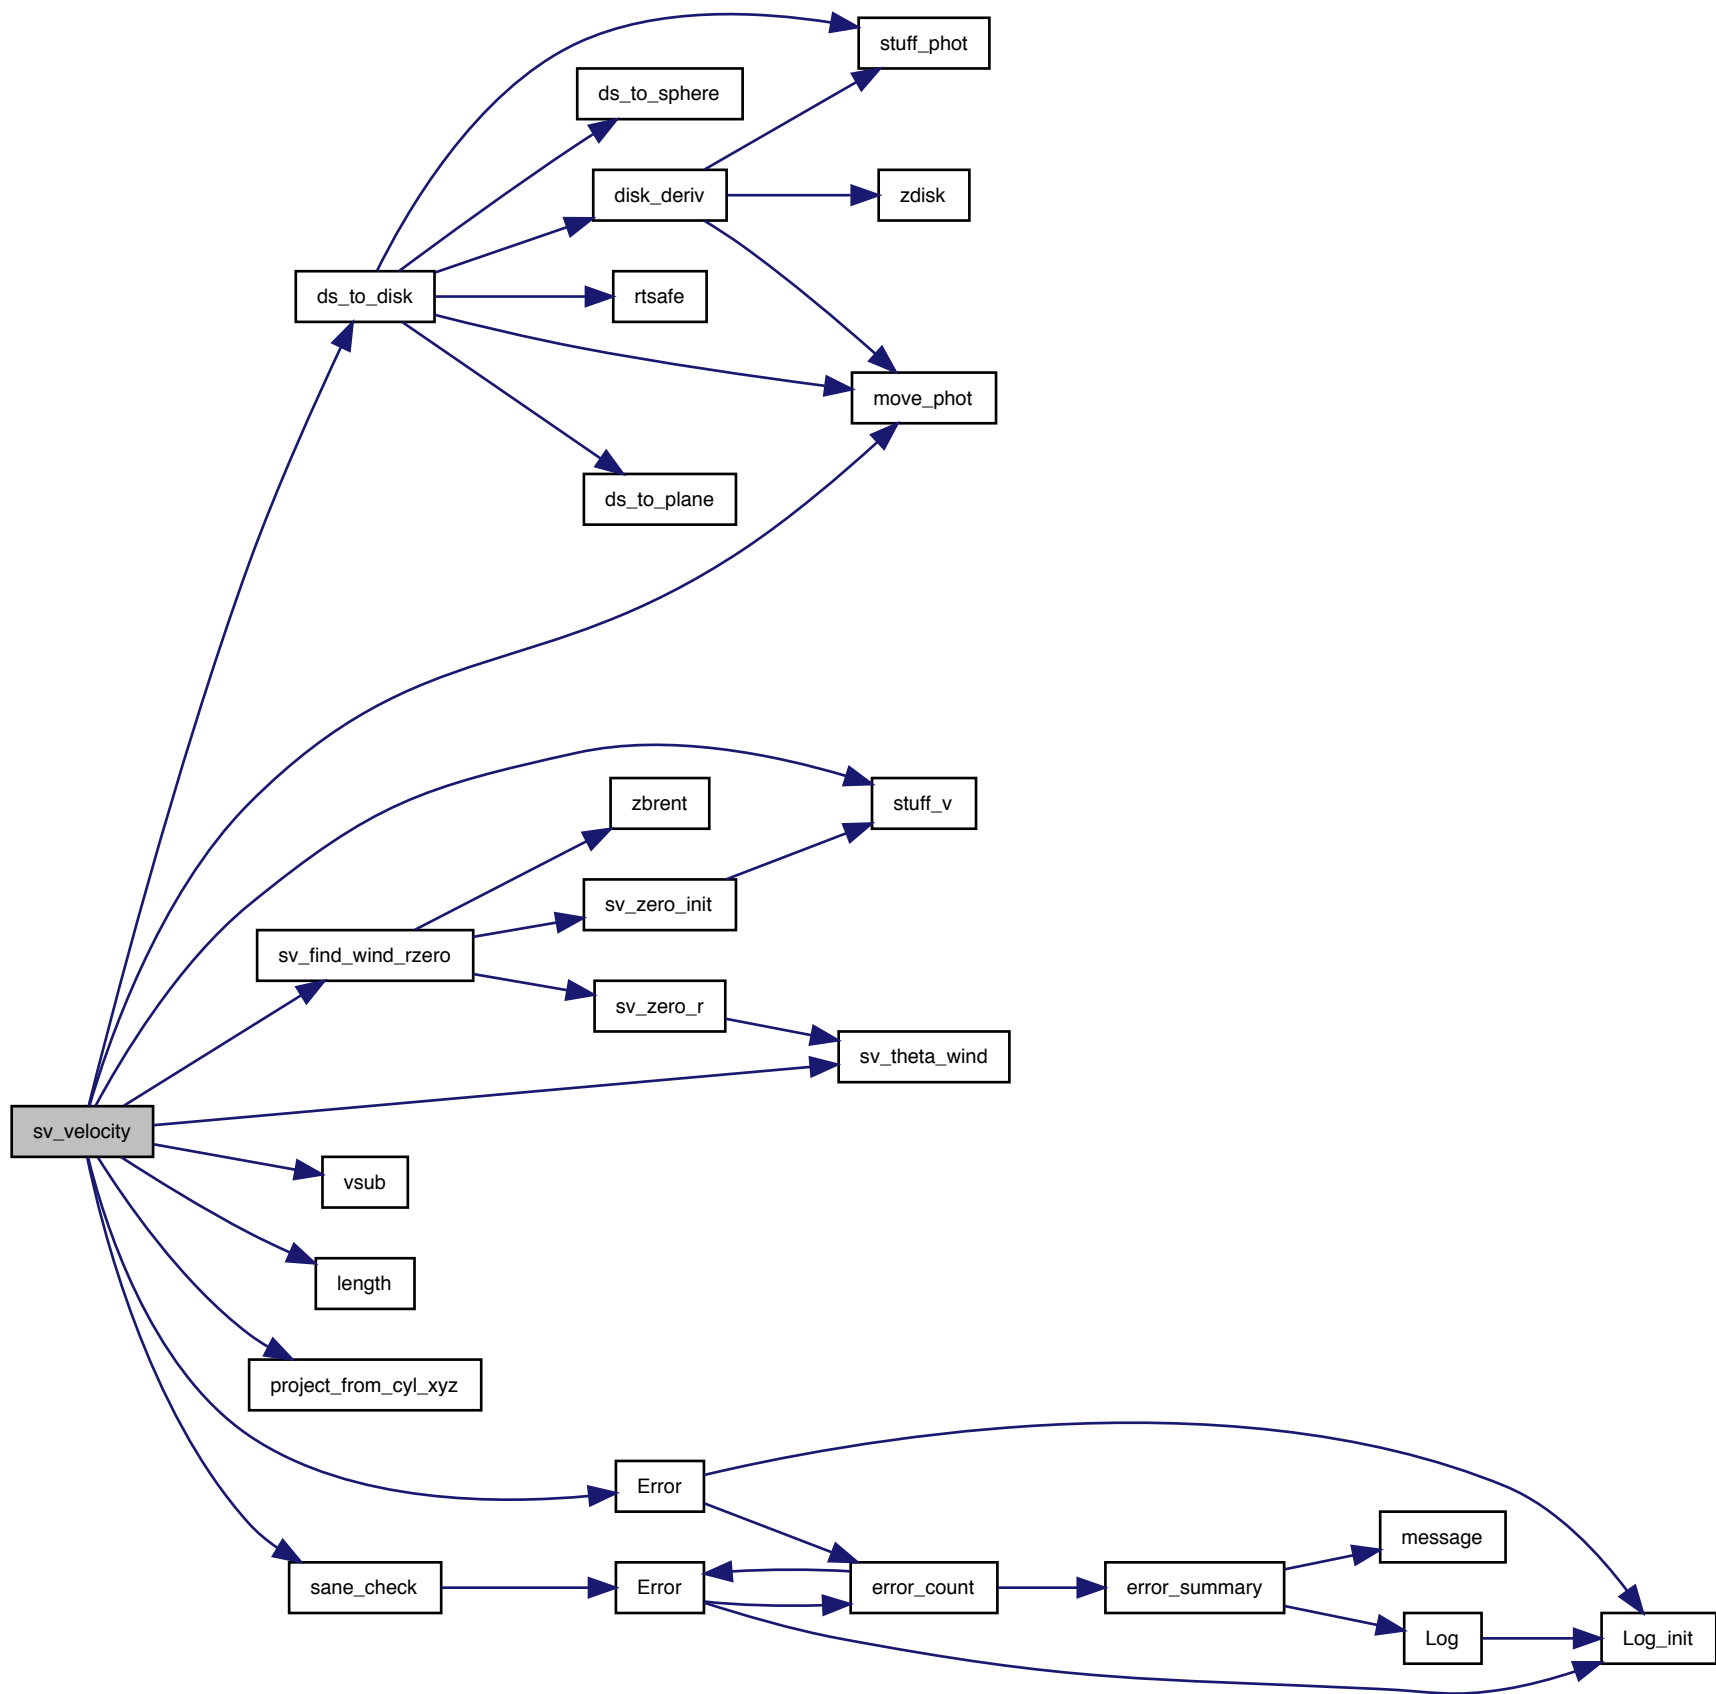 stuff_phot
ds_to_sphere
disk_deriv
zdisk
ds_to_disk
rtsafe
move_phot
ds_to_plane
zbrent
stuff_v
sv_zero_init
sv_find_wind_rzero
sv_zero_r
sv_theta_wind
sv_velocity
vsub
length
project_from_cyl_xyz
Error
message
sane_check
Error
error_count
error_summary
Log
Log_init